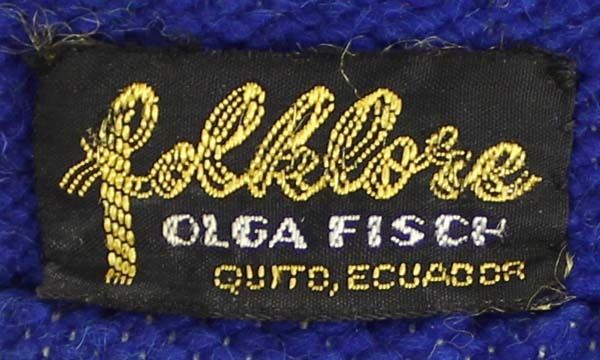 folklore
OLGA FISCH
QUITO, ECUADOR